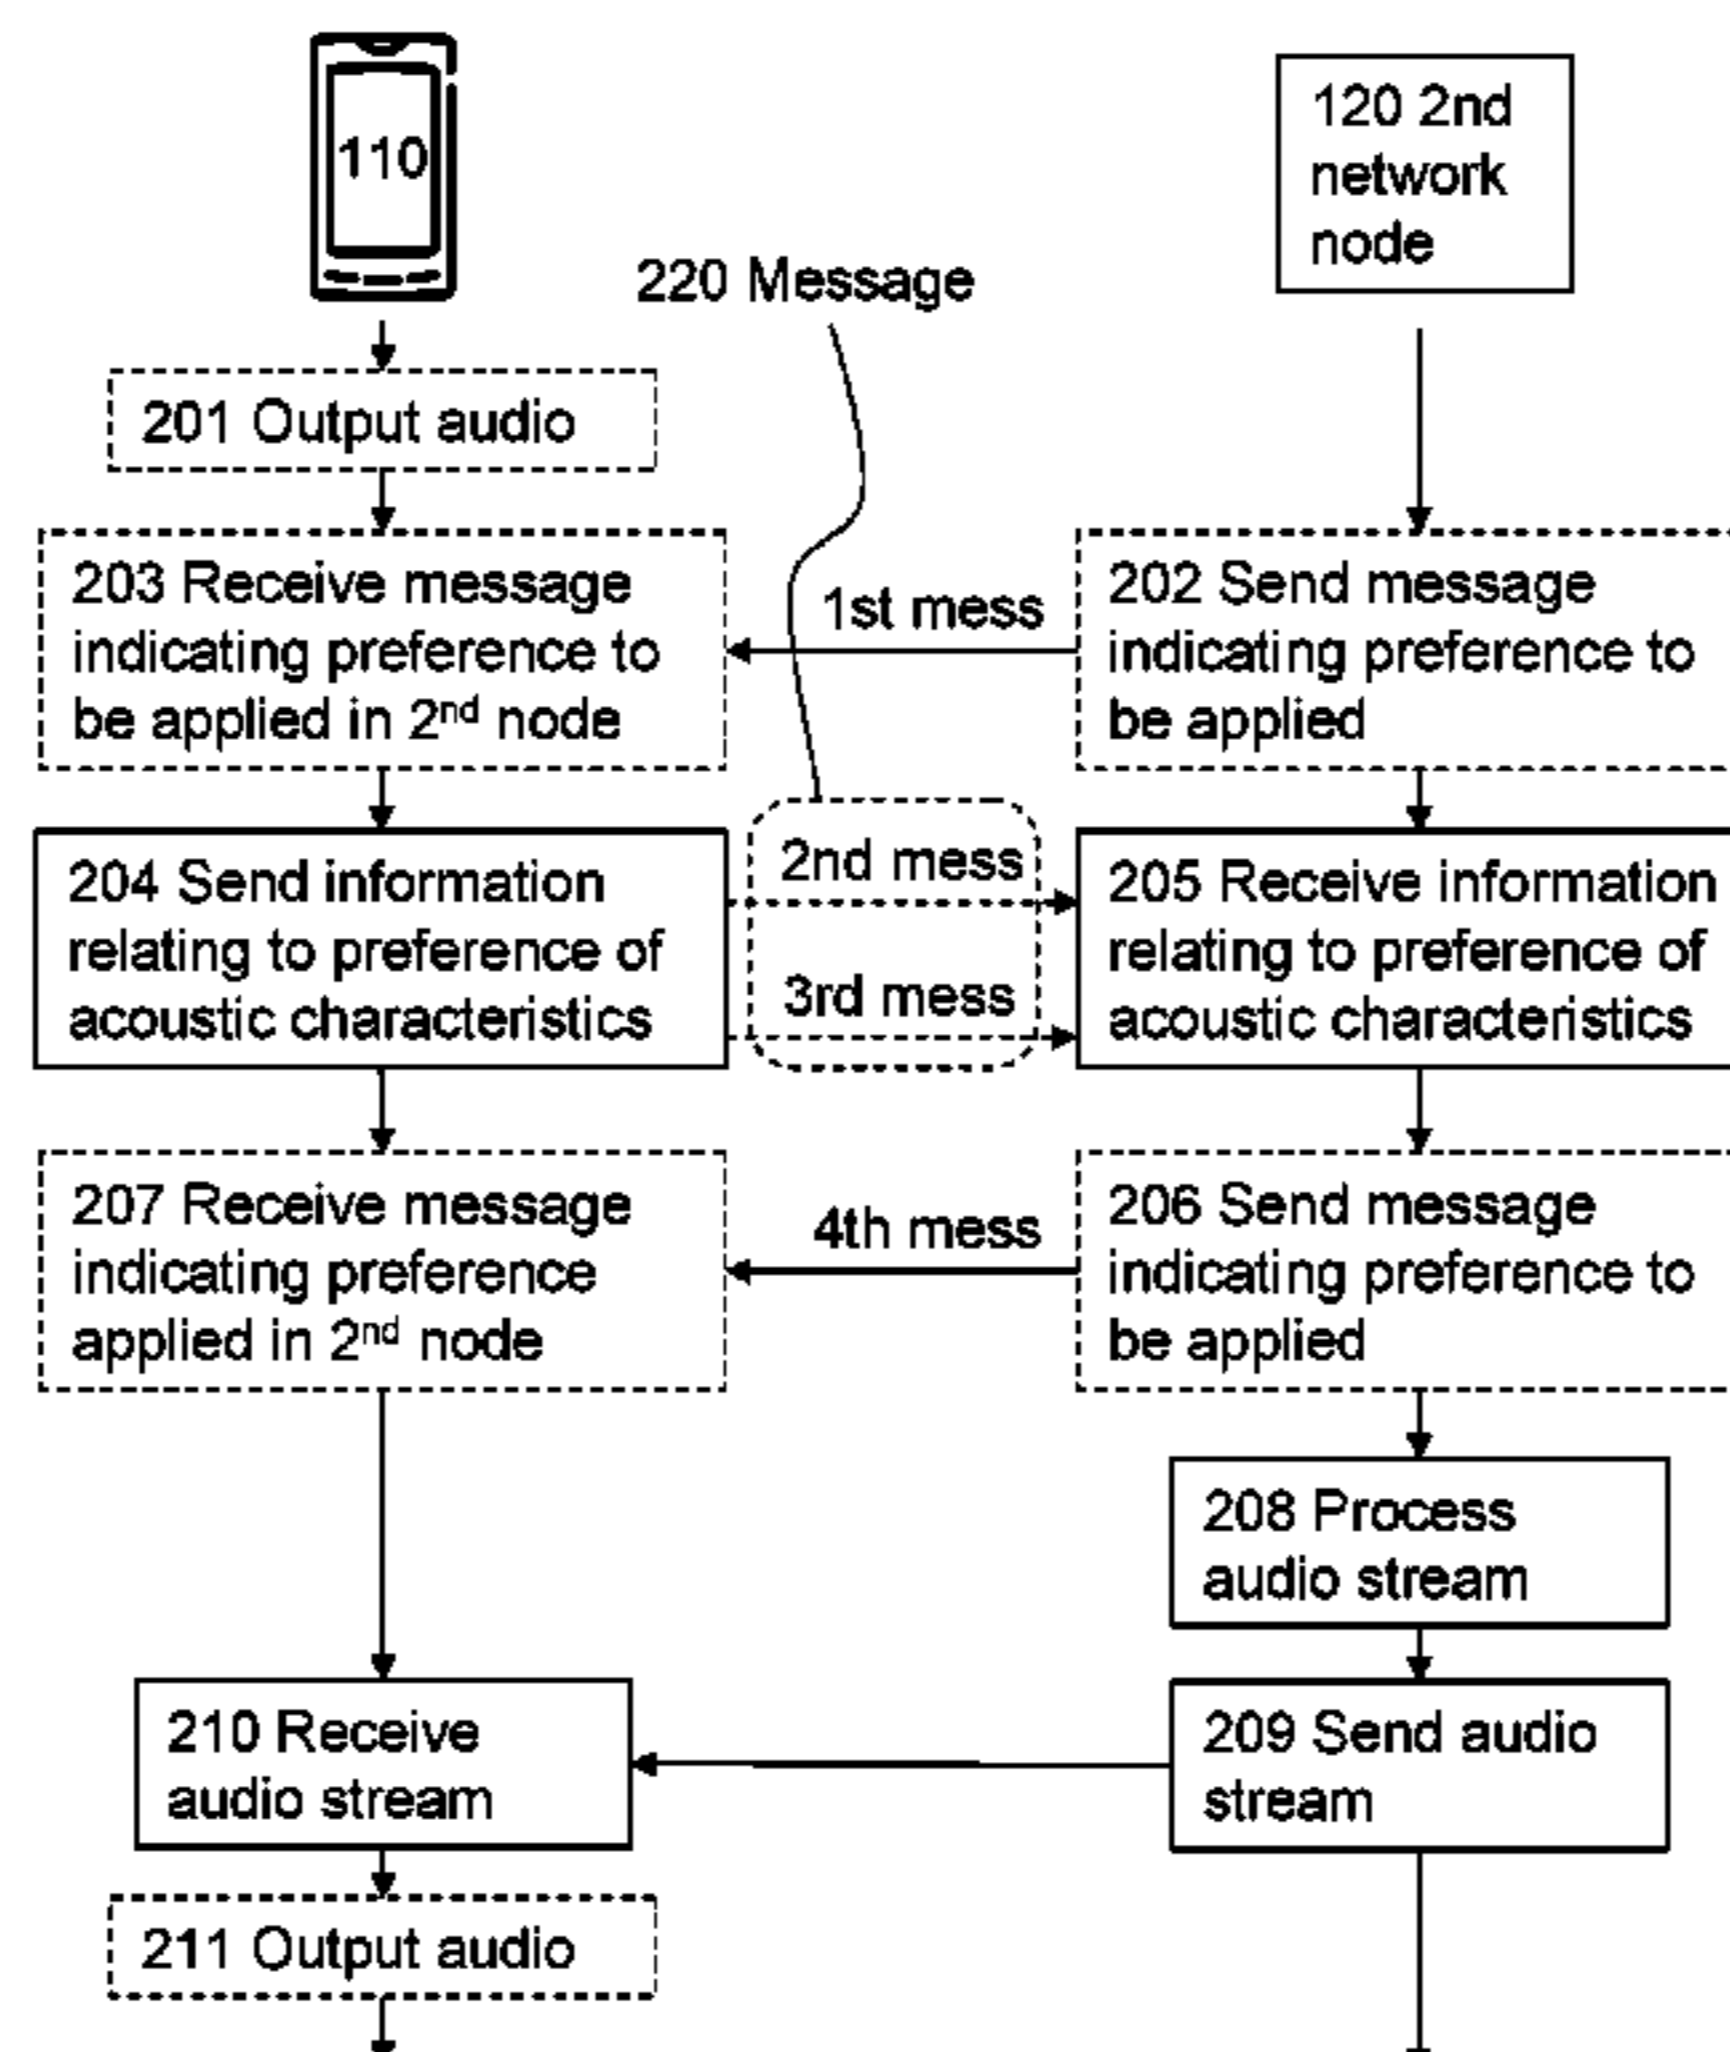 110
120 2nd
network
node
220 Message
201 Output audio
203 Receive message
indicating preference to
be applied in 2nd node
1st mess
202 Send message
indicating preference to
be applied
204 Send information
relating to preference of
acoustic characteristics
2nd mess
3rd mess
205 Receive information
relating to preference of
acoustic characteristics
207 Receive message
indicating preference
applied in 2nd node
4th mess
206 Send message
indicating preference to
be applied
208 Process
audio stream
210 Receive
audio stream
209 Send audio
stream
211 Output audio